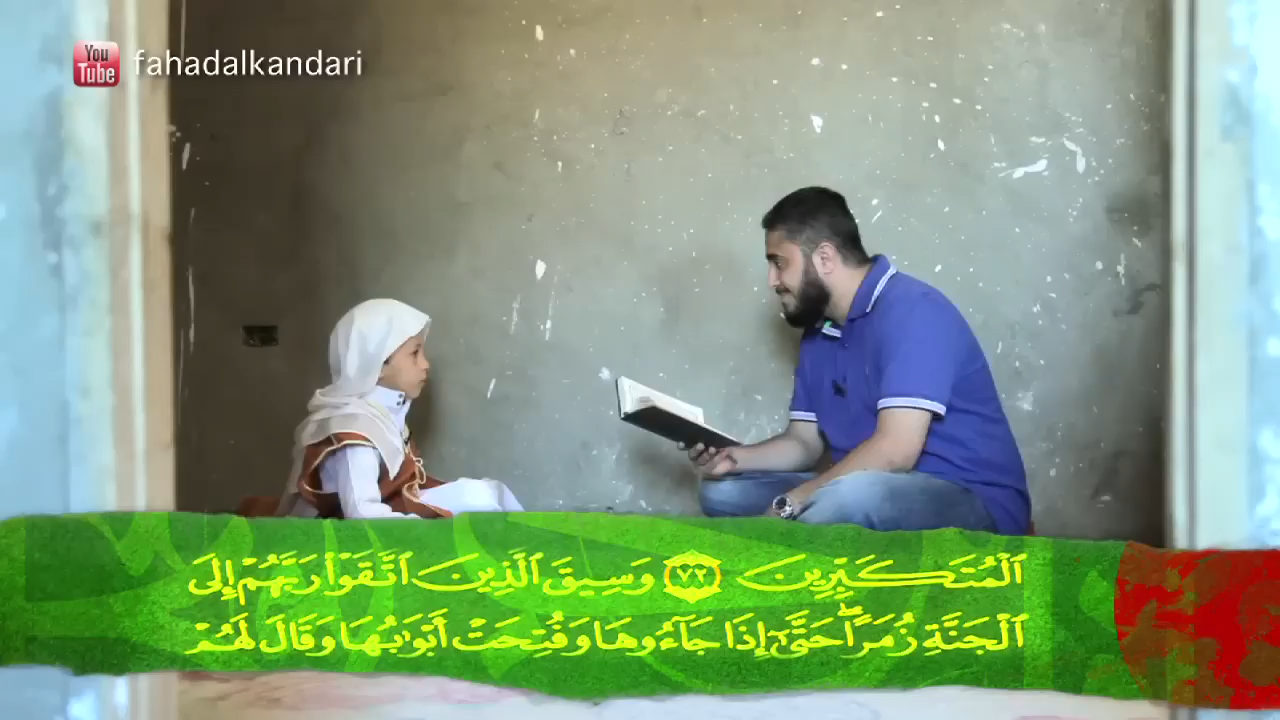 You
Tube
fahadalkandari
ٱلْمُتَكَبِّرِينَ ٧٢ وَسِيقَ ٱلَّذِينَ ٱتَّقَوْا۟ رَبَّهُمْ إِلَى
ٱلْجَنَّةِ زُمَرًا ۖ حَتَّىٰٓ إِذَا جَآءُوهَا وَفُتِحَتْ أَبْوَٰبُهَا وَقَالَ لَهُمْ